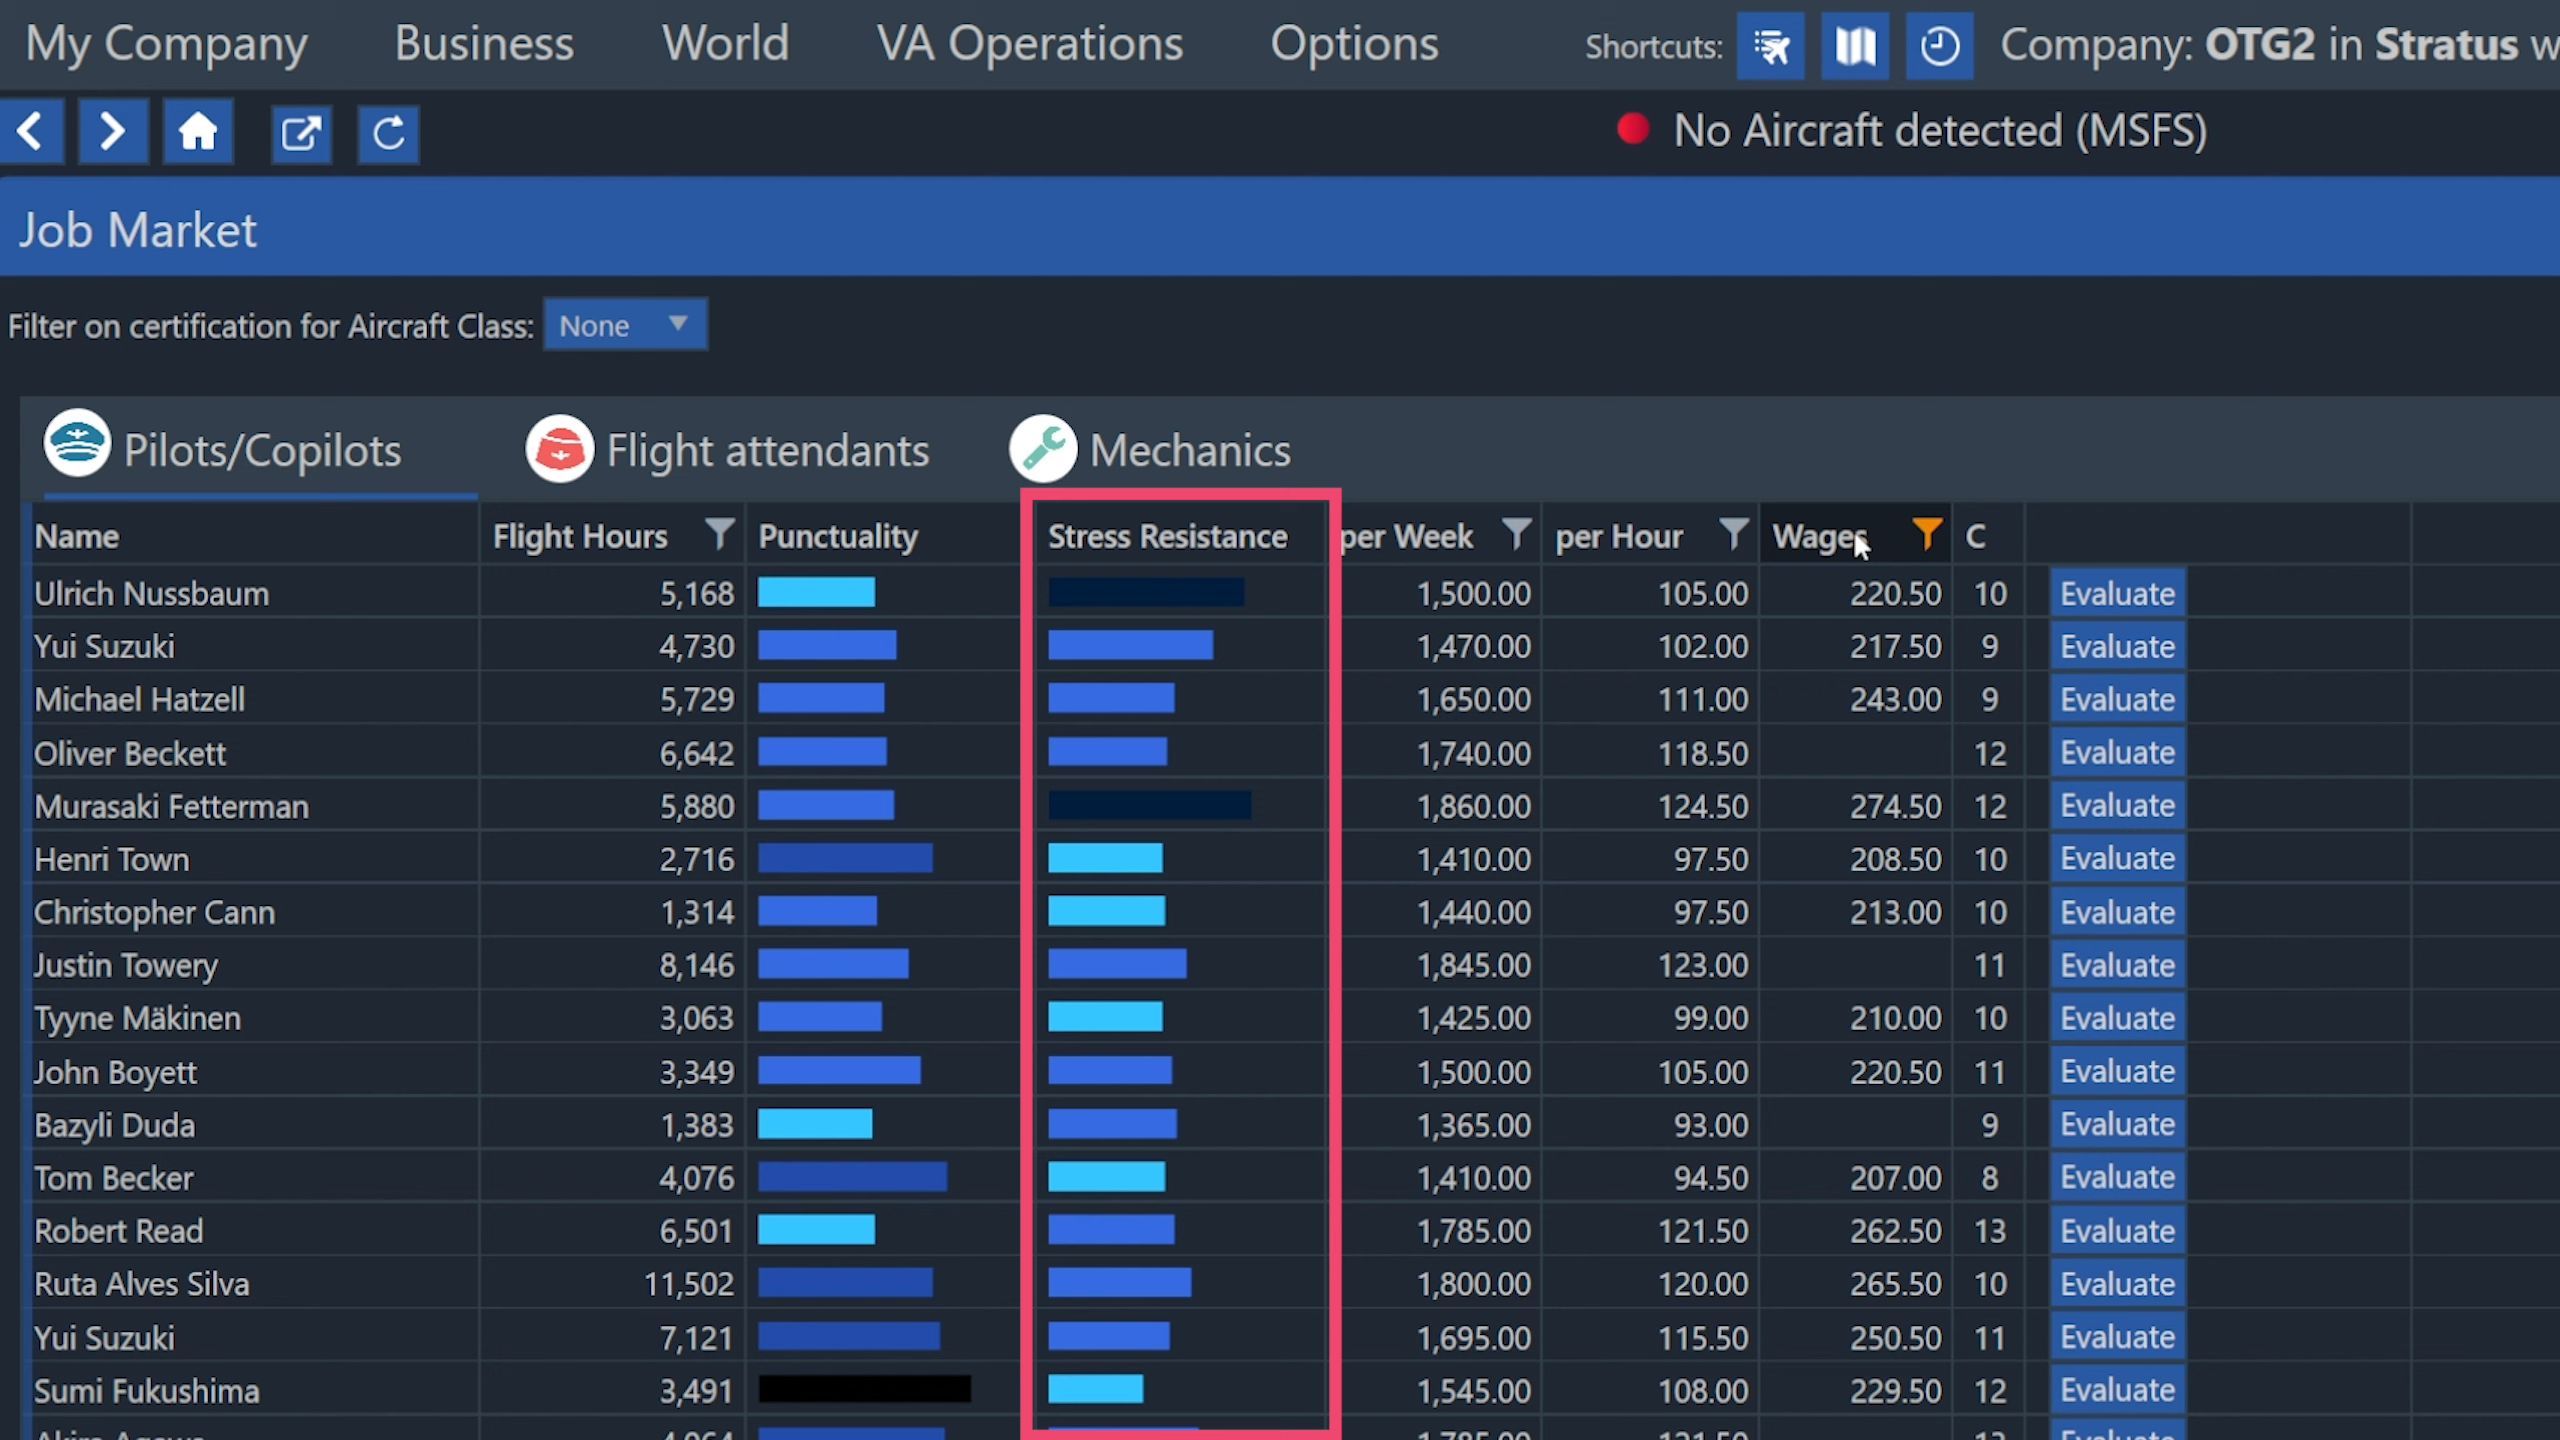 My Company Business World VA Operations Options Shortcuts: Company: OTG2 in Stratus w
No Aircraft detected (MSFS)
Job Market
Filter on certification for Aircraft Class: None
Pilots/Copilots Flight attendants Mechanics
Name Flight Hours Punctuality Stress Resistance per Week per Hour Wages C
Ulrich Nussbaum 5,168 1,500.00 105.00 220.50 10 Evaluate
Yui Suzuki 4,730 1,470.00 102.00 217.50 9 Evaluate
Michael Hatzell 5,729 1,650.00 111.00 243.00 9 Evaluate
Oliver Beckett 6,642 1,740.00 118.50 12 Evaluate
Murasaki Fetterman 5,880 1,860.00 124.50 274.50 12 Evaluate
Henri Town 2,716 1,410.00 97.50 208.50 10 Evaluate
Christopher Cann 1,314 1,440.00 97.50 213.00 10 Evaluate
Justin Towery 8,146 1,845.00 123.00 11 Evaluate
Tyyne Mäkinen 3,063 1,425.00 99.00 210.00 10 Evaluate
John Boyett 3,349 1,500.00 105.00 220.50 11 Evaluate
Bazyli Duda 1,383 1,365.00 93.00 9 Evaluate
Tom Becker 4,076 1,410.00 94.50 207.00 8 Evaluate
Robert Read 6,501 1,785.00 121.50 262.50 13 Evaluate
Ruta Alves Silva 11,502 1,800.00 120.00 265.50 10 Evaluate
Yui Suzuki 7,121 1,695.00 115.50 250.50 11 Evaluate
Sumi Fukushima 3,491 1,545.00 108.00 229.50 12 Evaluate